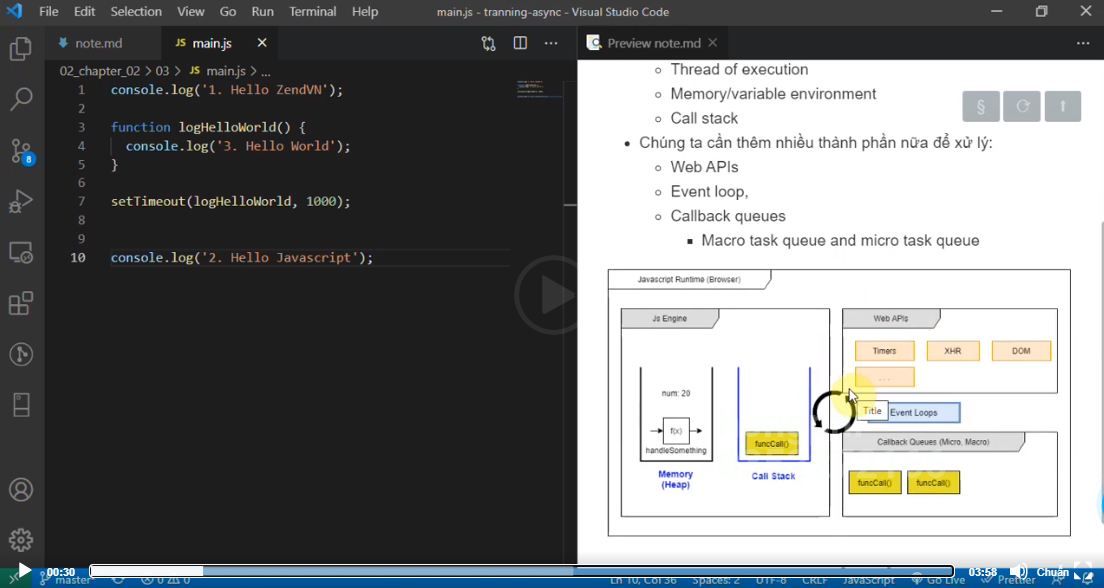 File Edit Selection View Go Run Terminal Help main.js - tranning-async - Visual Studio Code
note.md JS main.js Preview note.md
02_chapter_02 > 03 > JS main.js > ...
1 console.log('1. Hello ZendVN');
2
3 function logHelloWorld() {
4 console.log('3. Hello World');
5 }
6
7 setTimeout(logHelloWorld, 1000);
8
9
10 console.log('2. Hello Javascript');
8
Thread of execution
Memory/variable environment
Call stack
Chúng ta cần thêm nhiều thành phần nữa để xử lý:
Web APIs
Event loop,
Callback queues
Macro task queue and micro task queue
Javascript Runtime (Browser)
Js Engine
num: 20
f(x)
handleSomething
Memory
(Heap)
funcCall()
Call Stack
Web APIs
Timers XHR DOM
. . .
Title
Event Loops
Callback Queues (Micro, Macro)
funcCall() funcCall()
00:30 03:58 Chuẩn
master 0 0 Ln 10, Col 36 Spaces: 2 UTF-8 CRLF JavaScript Go Live Prettier